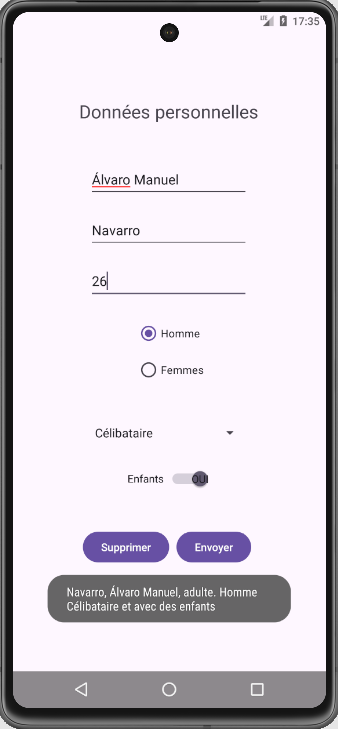 LTE 17:35
Données personnelles
Álvaro Manuel
Navarro
26
Homme
Femmes
Célibataire
Enfants OUI
Supprimer Envoyer
Navarro, Álvaro Manuel, adulte. Homme
Célibataire et avec des enfants